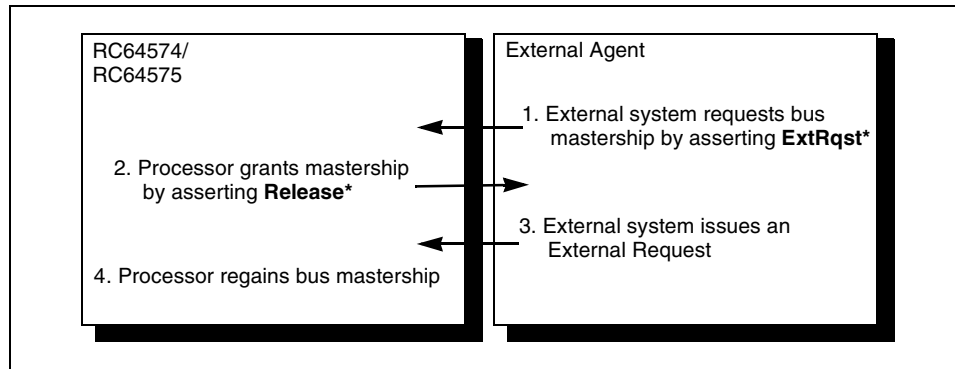 RC64574/
RC64575
External Agent
1. External system requests bus
mastership by asserting ExtRqst*
2. Processor grants mastership
by asserting Release*
3. External system issues an
External Request
4. Processor regains bus mastership